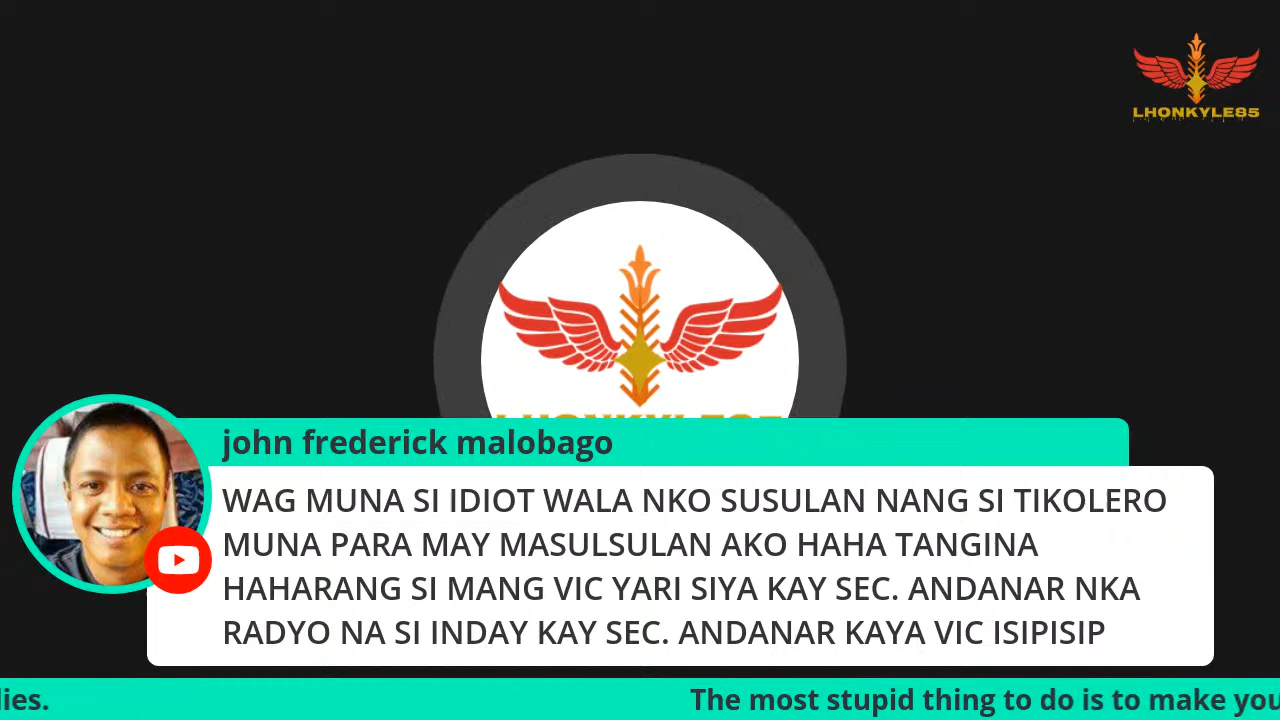 LHONKYLE85
john frederick malobago
WAG MUNA SI IDIOT WALA NKO SUSULAN NANG SI TIKOLERO
MUNA PARA MAY MASULSULAN AKO HAHA TANGINA
HAHARANG SI MANG VIC YARI SIYA KAY SEC. ANDANAR NKA
RADYO NA SI INDAY KAY SEC. ANDANAR KAYA VIC ISIPISIP
lies. The most stupid thing to do is to make you